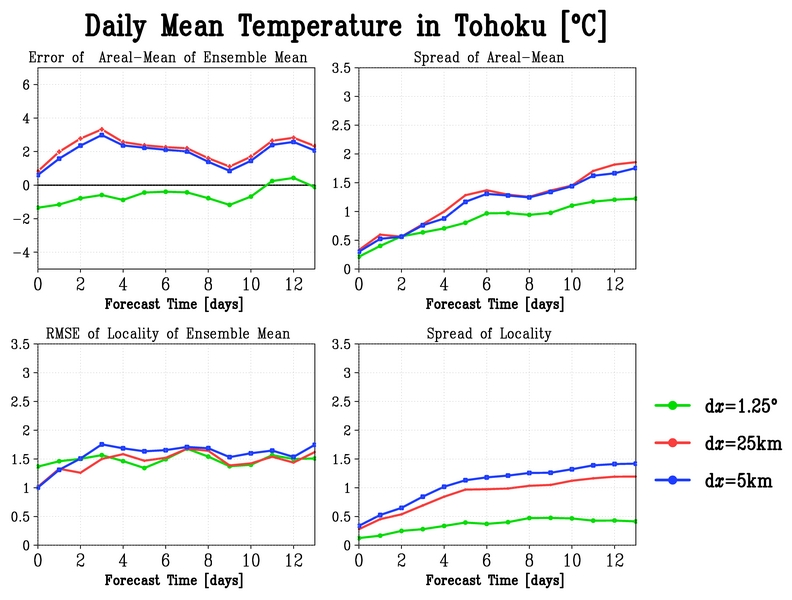 Daily Mean Temperature in Tohoku [°C]
Error of Areal-Mean of Ensemble Mean
6
4
2
0
−2
−4
0 2 4 6 8 10 12
Forecast Time [days]
Spread of Areal-Mean
3.5
3
2.5
2
1.5
1
0.5
0
0 2 4 6 8 10 12
Forecast Time [days]
RMSE of Locality of Ensemble Mean
3.5
3
2.5
2
1.5
1
0.5
0
0 2 4 6 8 10 12
Forecast Time [days]
Spread of Locality
3.5
3
2.5
2
1.5
1
0.5
0
0 2 4 6 8 10 12
Forecast Time [days]
dx=1.25°
dx=25km
dx=5km